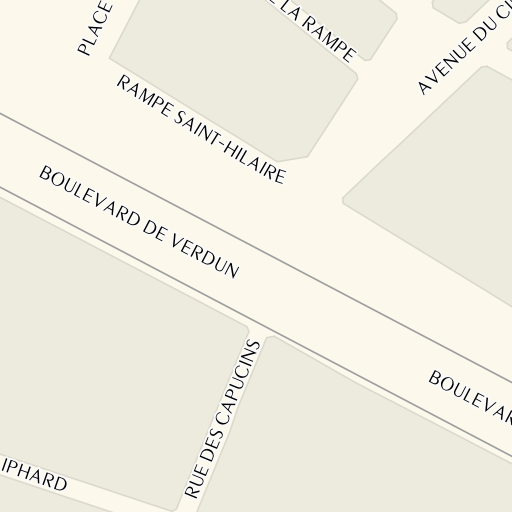 PLACE
LA RAMPE
AVENUE DU
RAMPE SAINT-HILAIRE
BOULEVARD DE VERDUN
RUE DES CAPUCINS
BOULEVAR
IPHARD